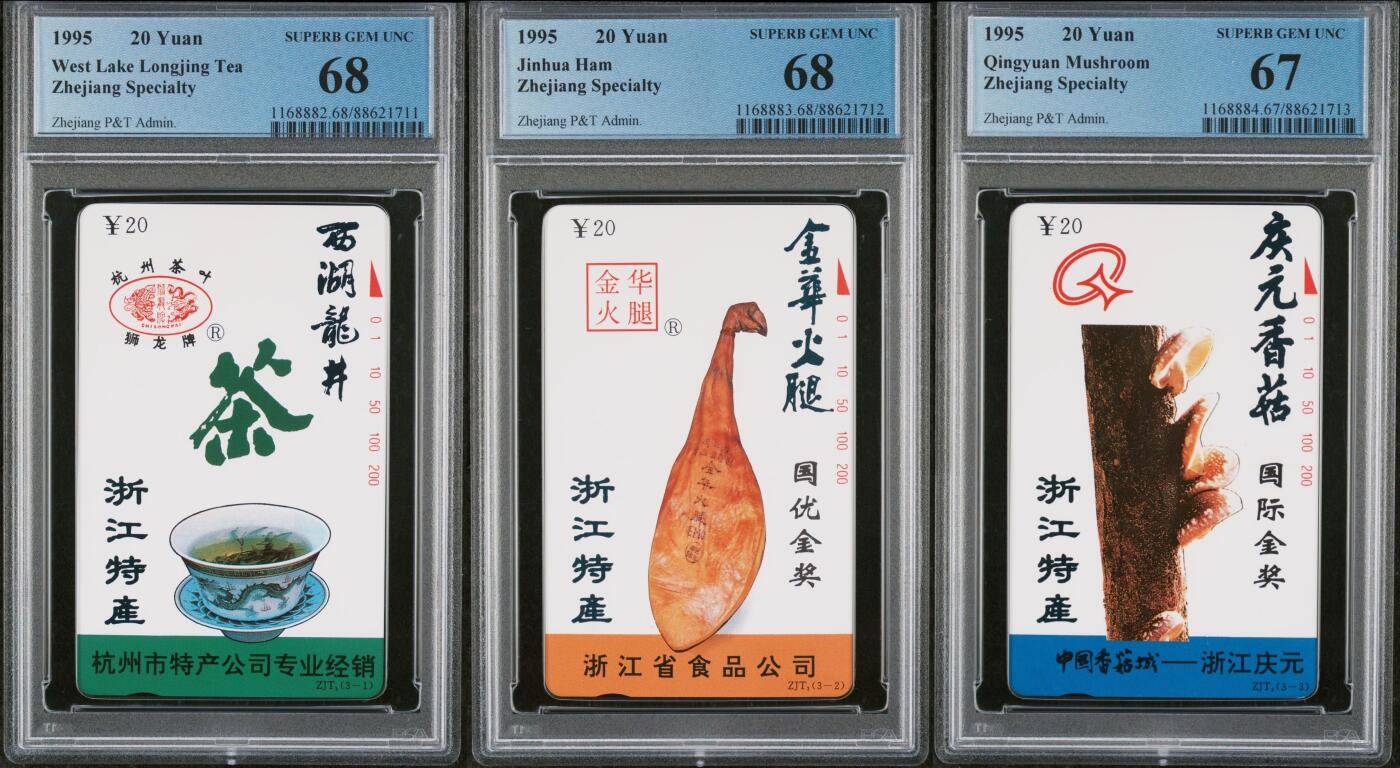 1995 20 Yuan
SUPERB GEM UNC
West Lake Longjing Tea
68
Zhejiang Specialty
Zhejiang P&T Admin.
1168882.68/88621711
¥20
西湖龍井
杭州茶叶
SHILONGPAI
狮龙牌
®
茶
0 1 10 50 100 200
浙江特產
杭州市特产公司专业经销
ZJT,(3-1)
1995 20 Yuan
SUPERB GEM UNC
Jinhua Ham
68
Zhejiang Specialty
Zhejiang P&T Admin.
1168883.68/88621712
¥20
金華火腿
金华
火腿
®
0 1 10 50 100 200
国优金奖
浙江特產
浙江省食品公司
ZJT,(3-2)
1995 20 Yuan
SUPERB GEM UNC
Qingyuan Mushroom
67
Zhejiang Specialty
Zhejiang P&T Admin.
1168884.67/88621713
¥20
庆元香菇
0 1 10 50 100 200
国际金奖
浙江特產
中国香菇城——浙江庆元
ZJT,(3-3)